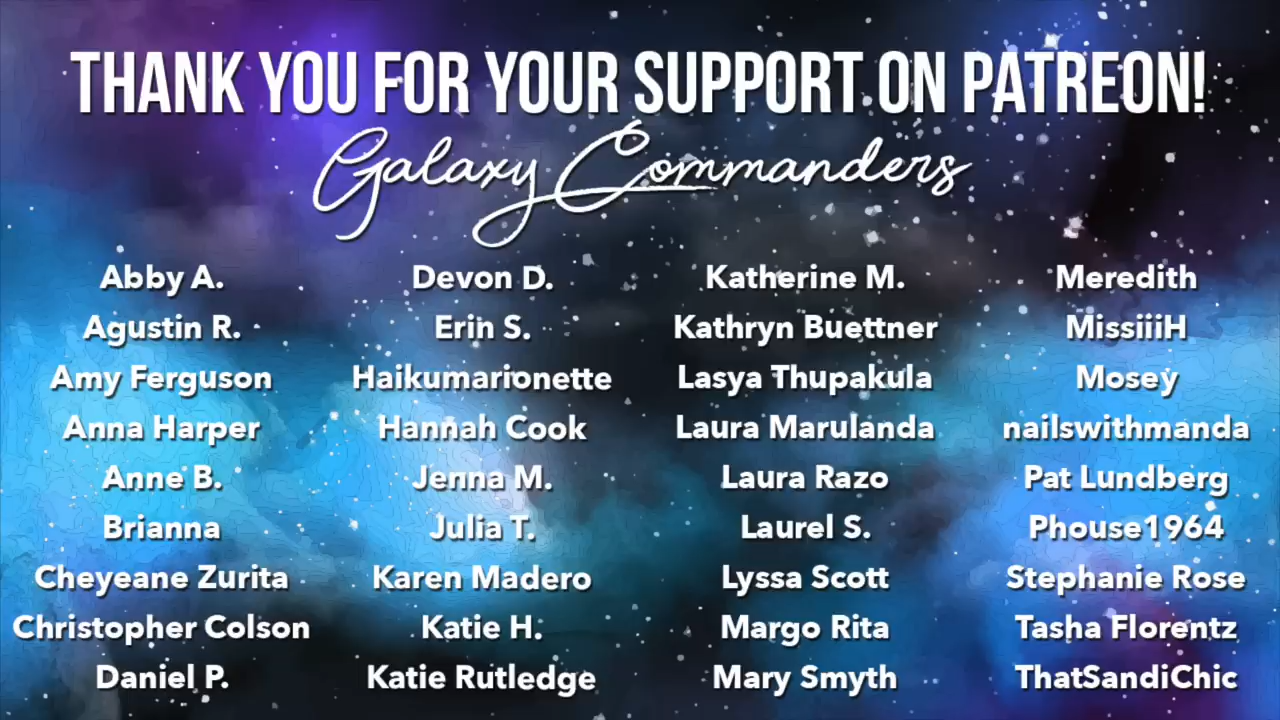 THANK YOU FOR YOUR SUPPORT ON PATREON!
Galaxy Commanders
Abby A.
Agustin R.
Amy Ferguson
Anna Harper
Anne B.
Brianna
Cheyeane Zurita
Christopher Colson
Daniel P.
Devon D.
Erin S.
Haikumarionette
Hannah Cook
Jenna M.
Julia T.
Karen Madero
Katie H.
Katie Rutledge
Katherine M.
Kathryn Buettner
Lasya Thupakula
Laura Marulanda
Laura Razo
Laurel S.
Lyssa Scott
Margo Rita
Mary Smyth
Meredith
MissiiiH
Mosey
nailswithmanda
Pat Lundberg
Phouse1964
Stephanie Rose
Tasha Florentz
ThatSandiChic